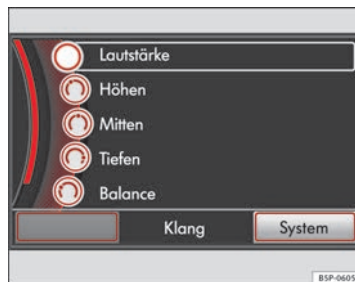 Lautstärke
Höhen
Mitten
Tiefen
Balance
Klang System
B5P-0605